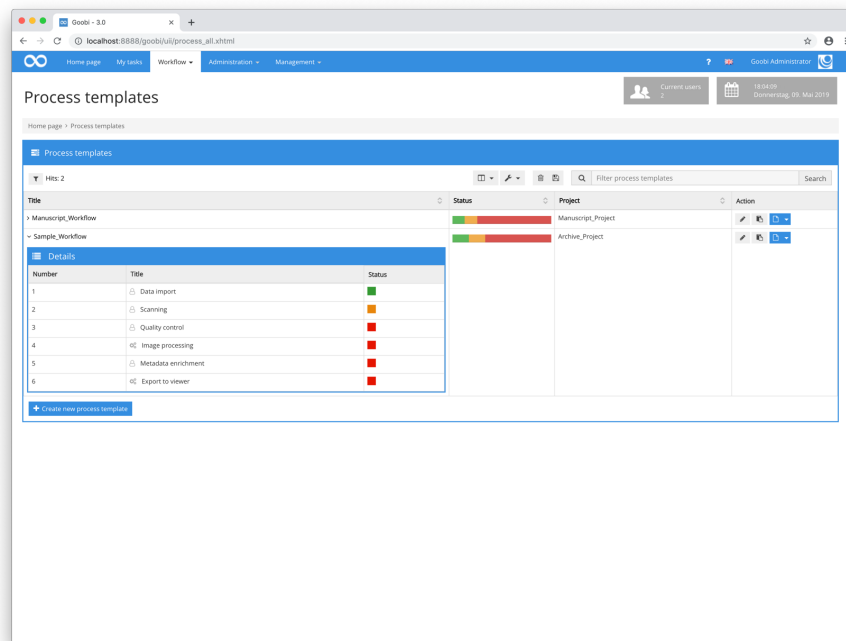 Goobi - 3.0
localhost:8888/goobi/uii/process_all.xhtml
Home page My tasks Workflow Administration Management ? Goobi Administrator
Process templates
Current users
2
18:04:09
Donnerstag, 09. Mai 2019
Home page > Process templates
Process templates
Hits: 2 Filter process templates Search
Title Status Project Action
Manuscript_Workflow Manuscript_Project
Sample_Workflow Archive_Project
Details
Number Title Status
1 Data import
2 Scanning
3 Quality control
4 Image processing
5 Metadata enrichment
6 Export to viewer
+ Create new process template